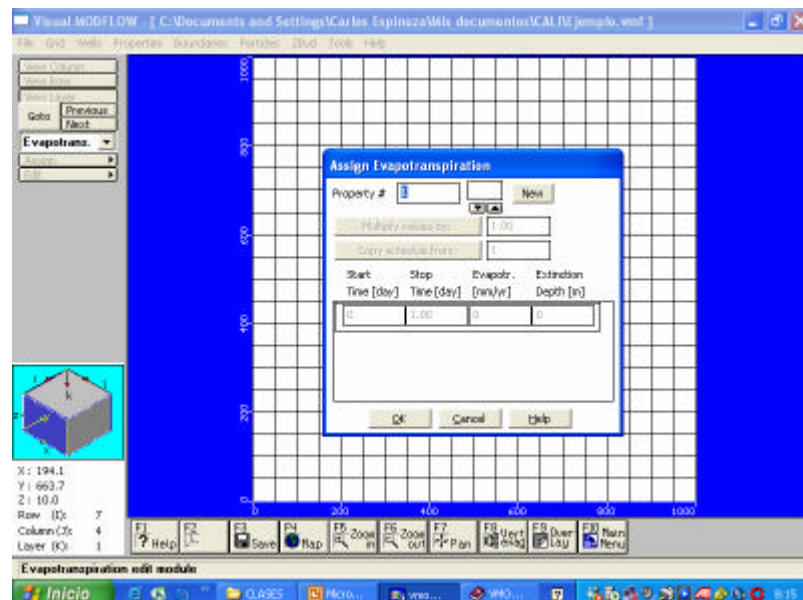 Visual MODFLOW - [ C:\Documents and Settings\Carlos Espinoza\Mis documentos\CALI\Ejemplo.vmf ]
File Grid Wells Properties Boundaries Particles ZBud Tools Help
View Column
View Row
View Layer
Goto
Previous
Next
Evapotrans.
Assign
Edit
1000
800
600
400
200
0
0
200
400
600
800
1000
Assign Evapotranspiration
Property #
1
New
Multiply values by:
1.00
Copy schedule from:
1
Start
Time [day]
Stop
Time [day]
Evapotr.
[mm/yr]
Extinction
Depth [m]
0
1.00
0
0
OK
Cancel
Help
X: 194.1
Y: 663.7
Z: 10.0
Row (I): 7
Column (J): 4
Layer (K): 1
F1
? Help
F2
F3
Save
F4
Map
F5
Zoom in
F6
Zoom out
F7
Pan
F8
Vert exag
F9
Over lay
F10
Main Menu
Evapotranspiration edit module
Inicio
CLASES
Micro...
VMO...
8:15